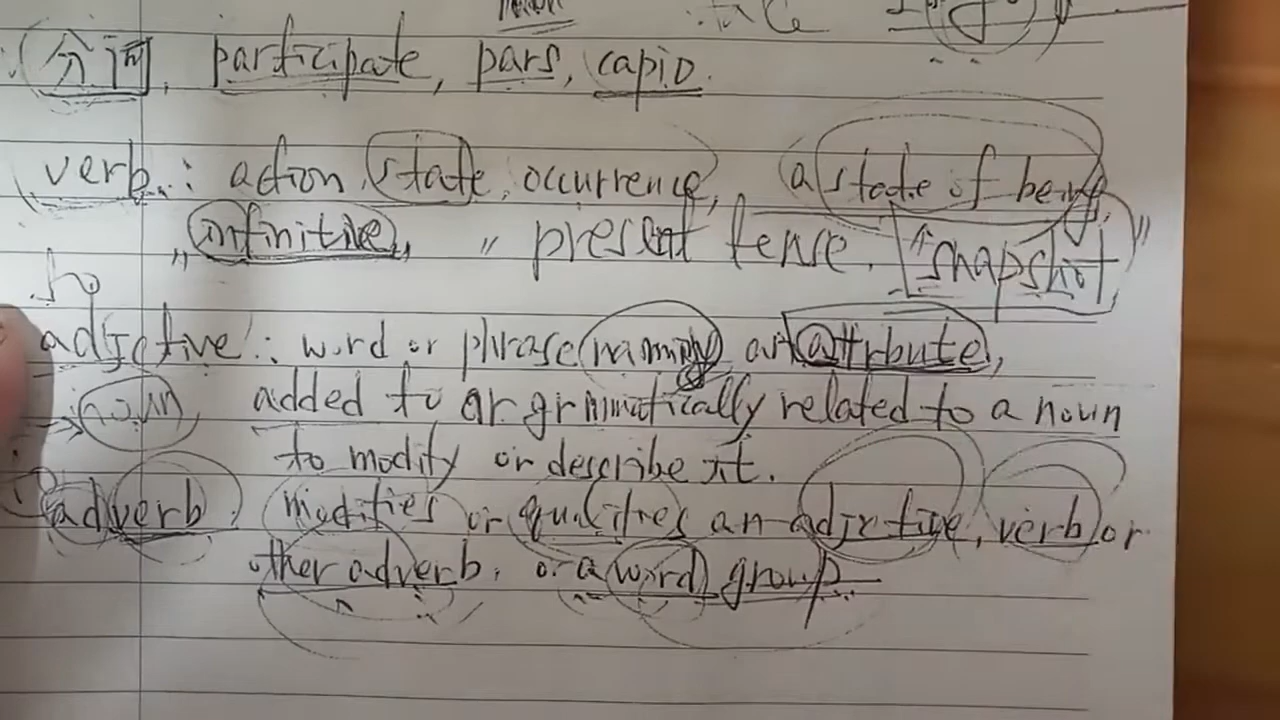 分词, participate, pars, capio.
verb: action, state, occurrence, a state of being,
"infinitive", " present tense. "snapshot"
adjective: word or phrase naming an attribute,
noun, added to or grammatically related to a noun
to modify or describe it.
adverb modifies or qualifies an adjective, verb or
other adverb, or a word group